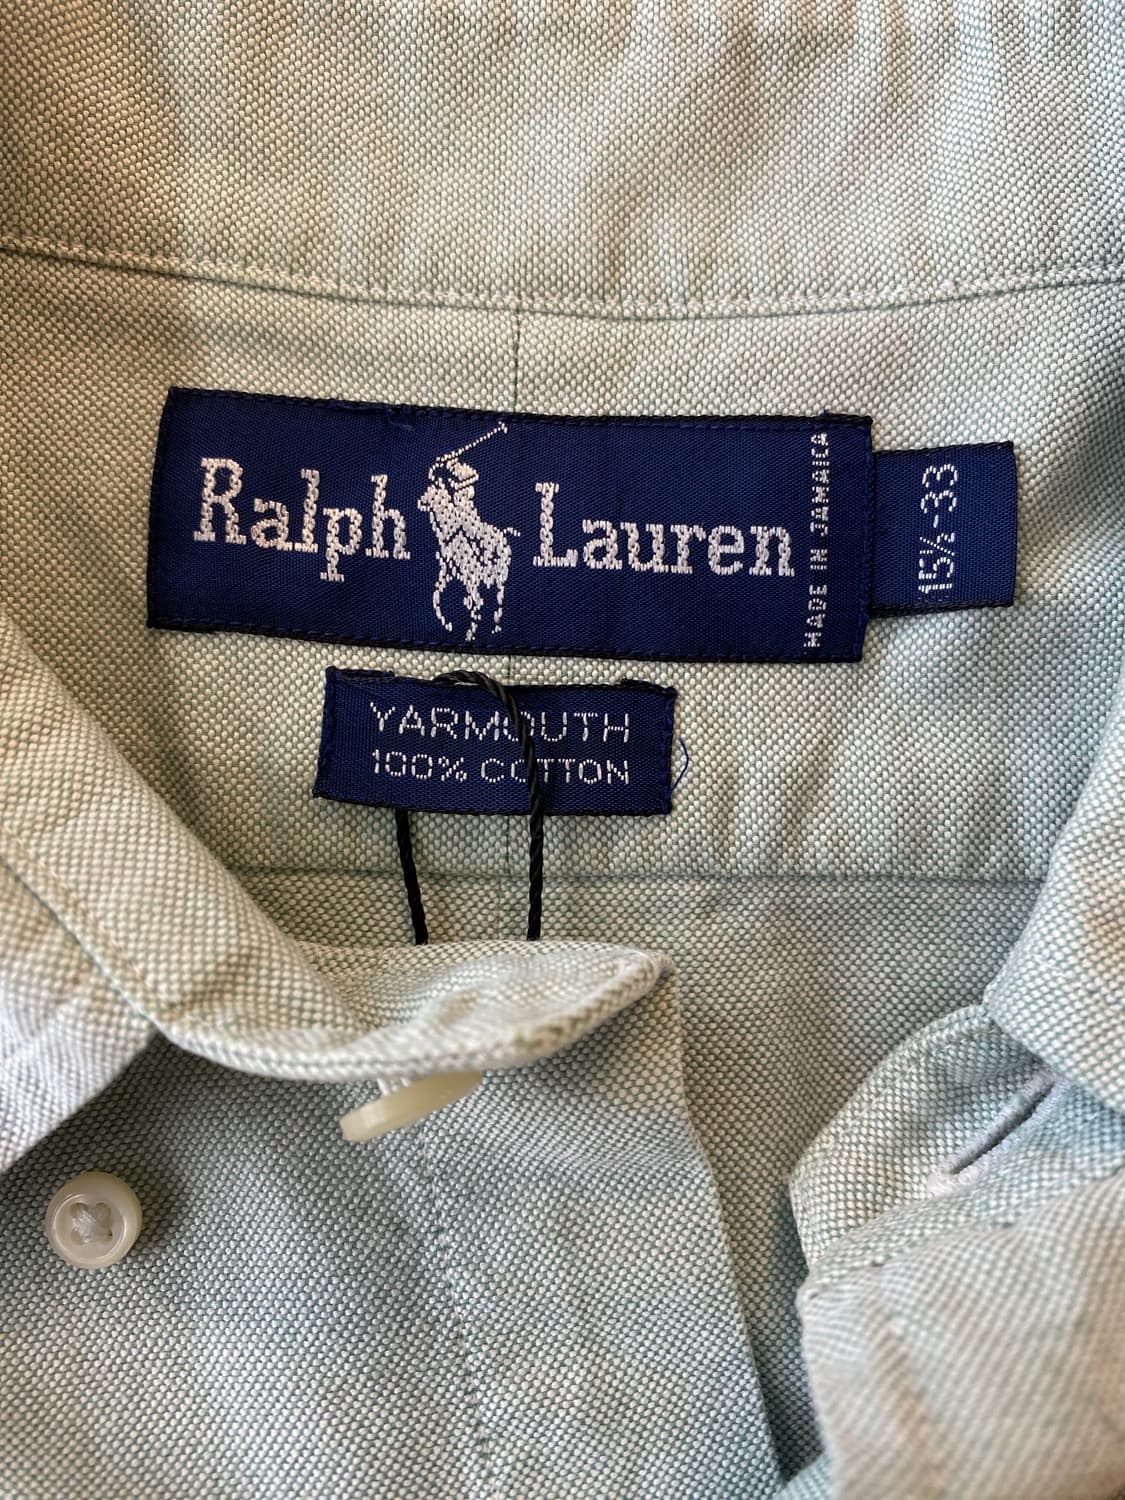 Ralph Lauren
MADE IN JAMAICA
15½-33
YARMOUTH
100% COTTON